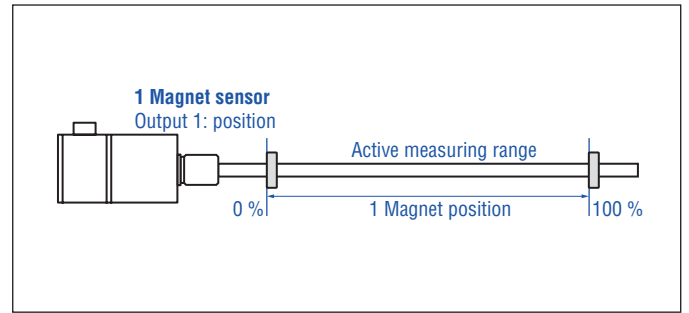 1 Magnet sensor
Output 1: position
Active measuring range
0 %
1 Magnet position
100 %